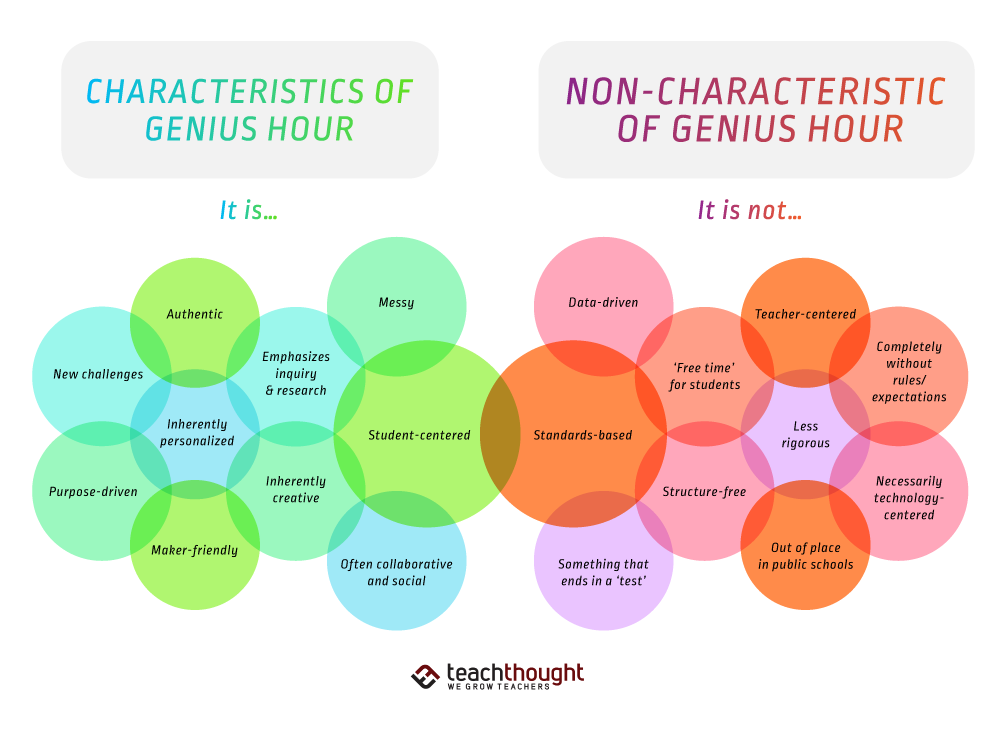 CHARACTERISTICS OF
GENIUS HOUR
It is...
Messy
Authentic
Emphasizes
inquiry
& research
New challenges
Inherently
personalized
Student-centered
Inherently
creative
Purpose-driven
Maker-friendly
Often collaborative
and social
NON-CHARACTERISTIC
OF GENIUS HOUR
It is not...
Data-driven
Teacher-centered
Completely
without
rules/
expectations
‘Free time’
for students
Standards-based
Less
rigorous
Structure-free
Necessarily
technology-
centered
Something that
ends in a ‘test’
Out of place
in public schools
teachthought
WE GROW TEACHERS